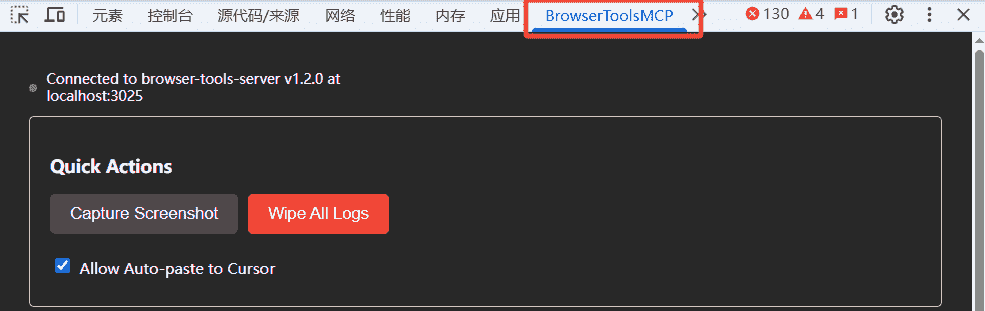 元素 控制台 源代码/来源 网络 性能 内存 应用 BrowserToolsMCP 130 4 1
Connected to browser-tools-server v1.2.0 at
localhost:3025
Quick Actions
Capture Screenshot Wipe All Logs
Allow Auto-paste to Cursor